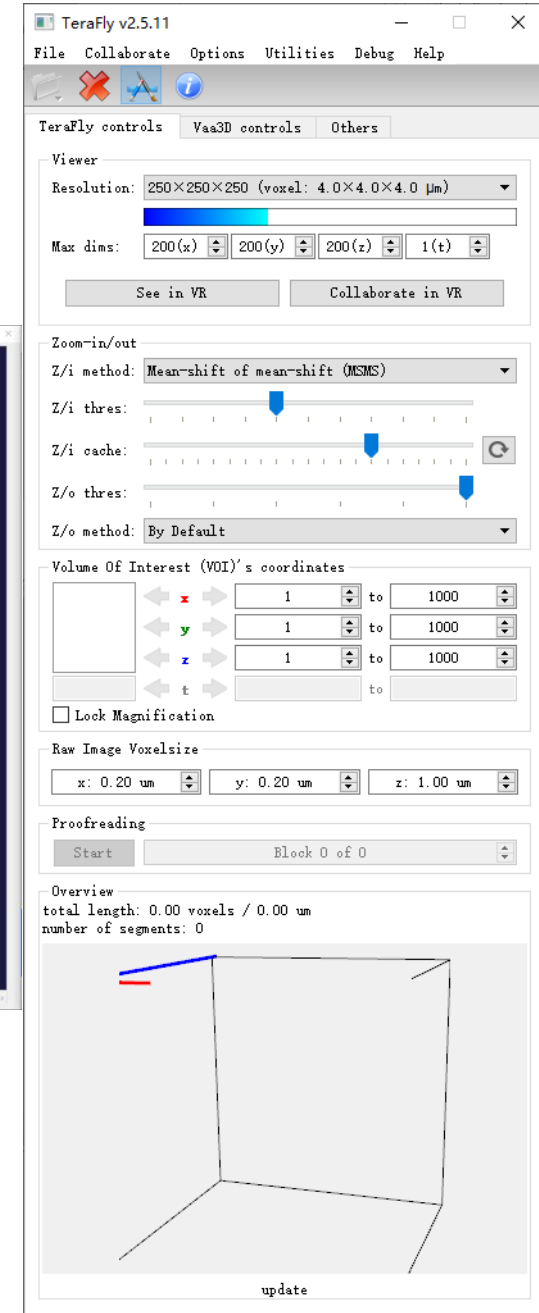 TeraFly v2.5.11
File Collaborate Options Utilities Debug Help
TeraFly controls Vaa3D controls Others
Viewer
Resolution: 250×250×250 (voxel: 4.0×4.0×4.0 µm)
Max dims: 200(x) 200(y) 200(z) 1(t)
See in VR Collaborate in VR
Zoom-in/out
Z/i method: Mean-shift of mean-shift (MSMS)
Z/i thres:
Z/i cache:
Z/o thres:
Z/o method: By Default
Volume Of Interest (VOI)'s coordinates
x 1 to 1000
y 1 to 1000
z 1 to 1000
t to
Lock Magnification
Raw Image Voxelsize
x: 0.20 um y: 0.20 um z: 1.00 um
Proofreading
Start Block 0 of 0
Overview
total length: 0.00 voxels / 0.00 um
number of segments: 0
update